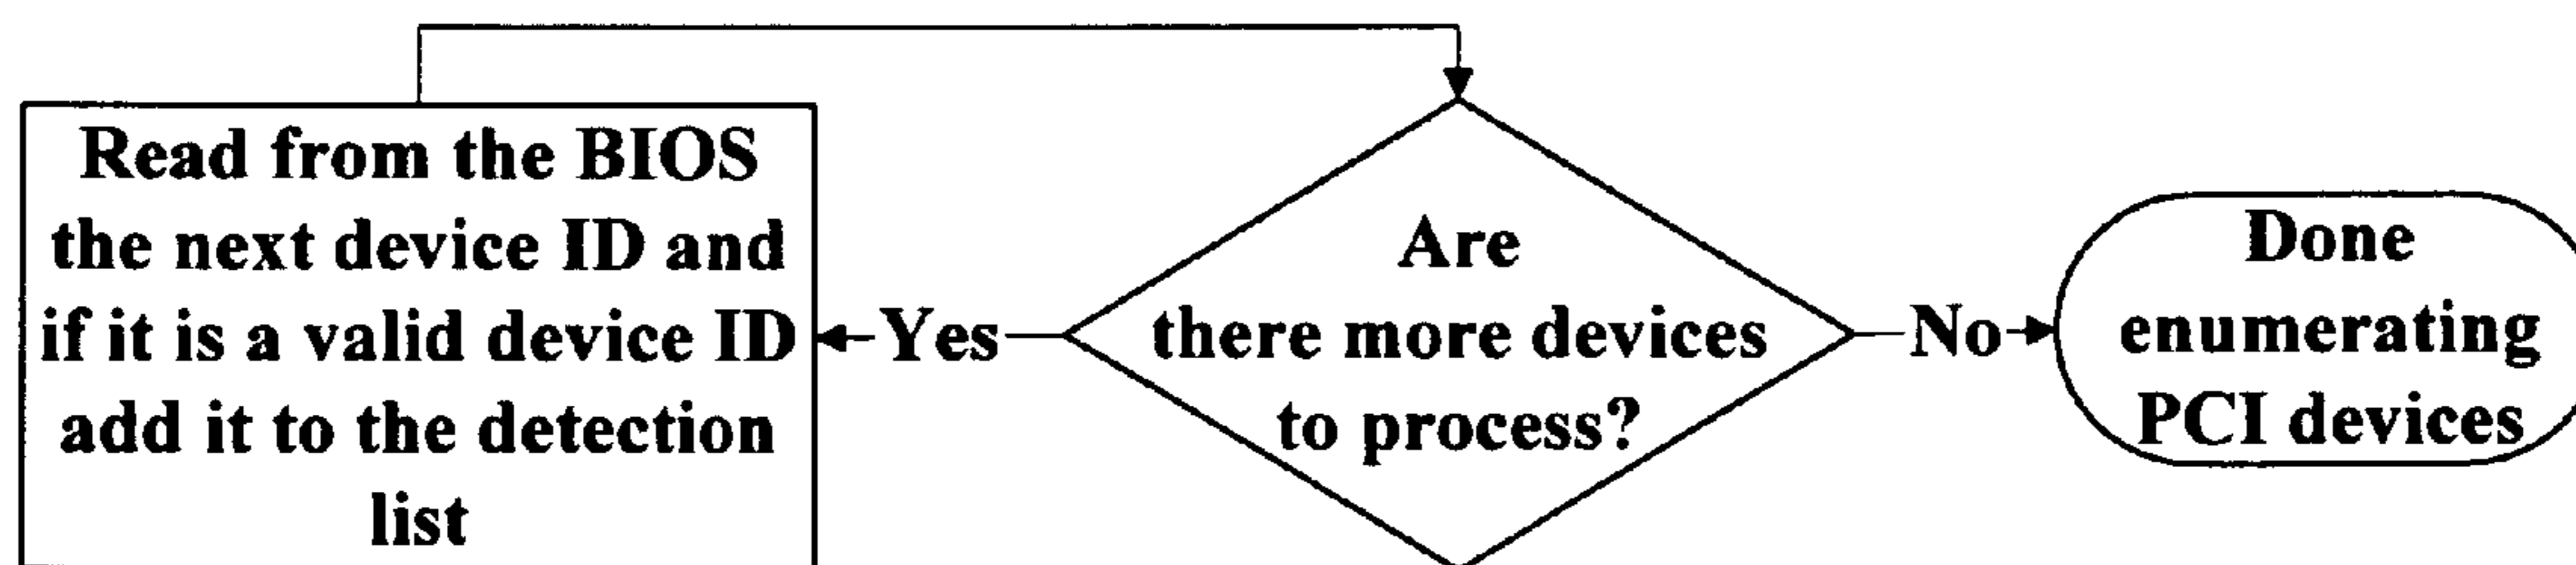 Read from the BIOS
the next device ID and
if it is a valid device ID
add it to the detection
list
Yes
Are
there more devices
to process?
No
Done
enumerating
PCI devices